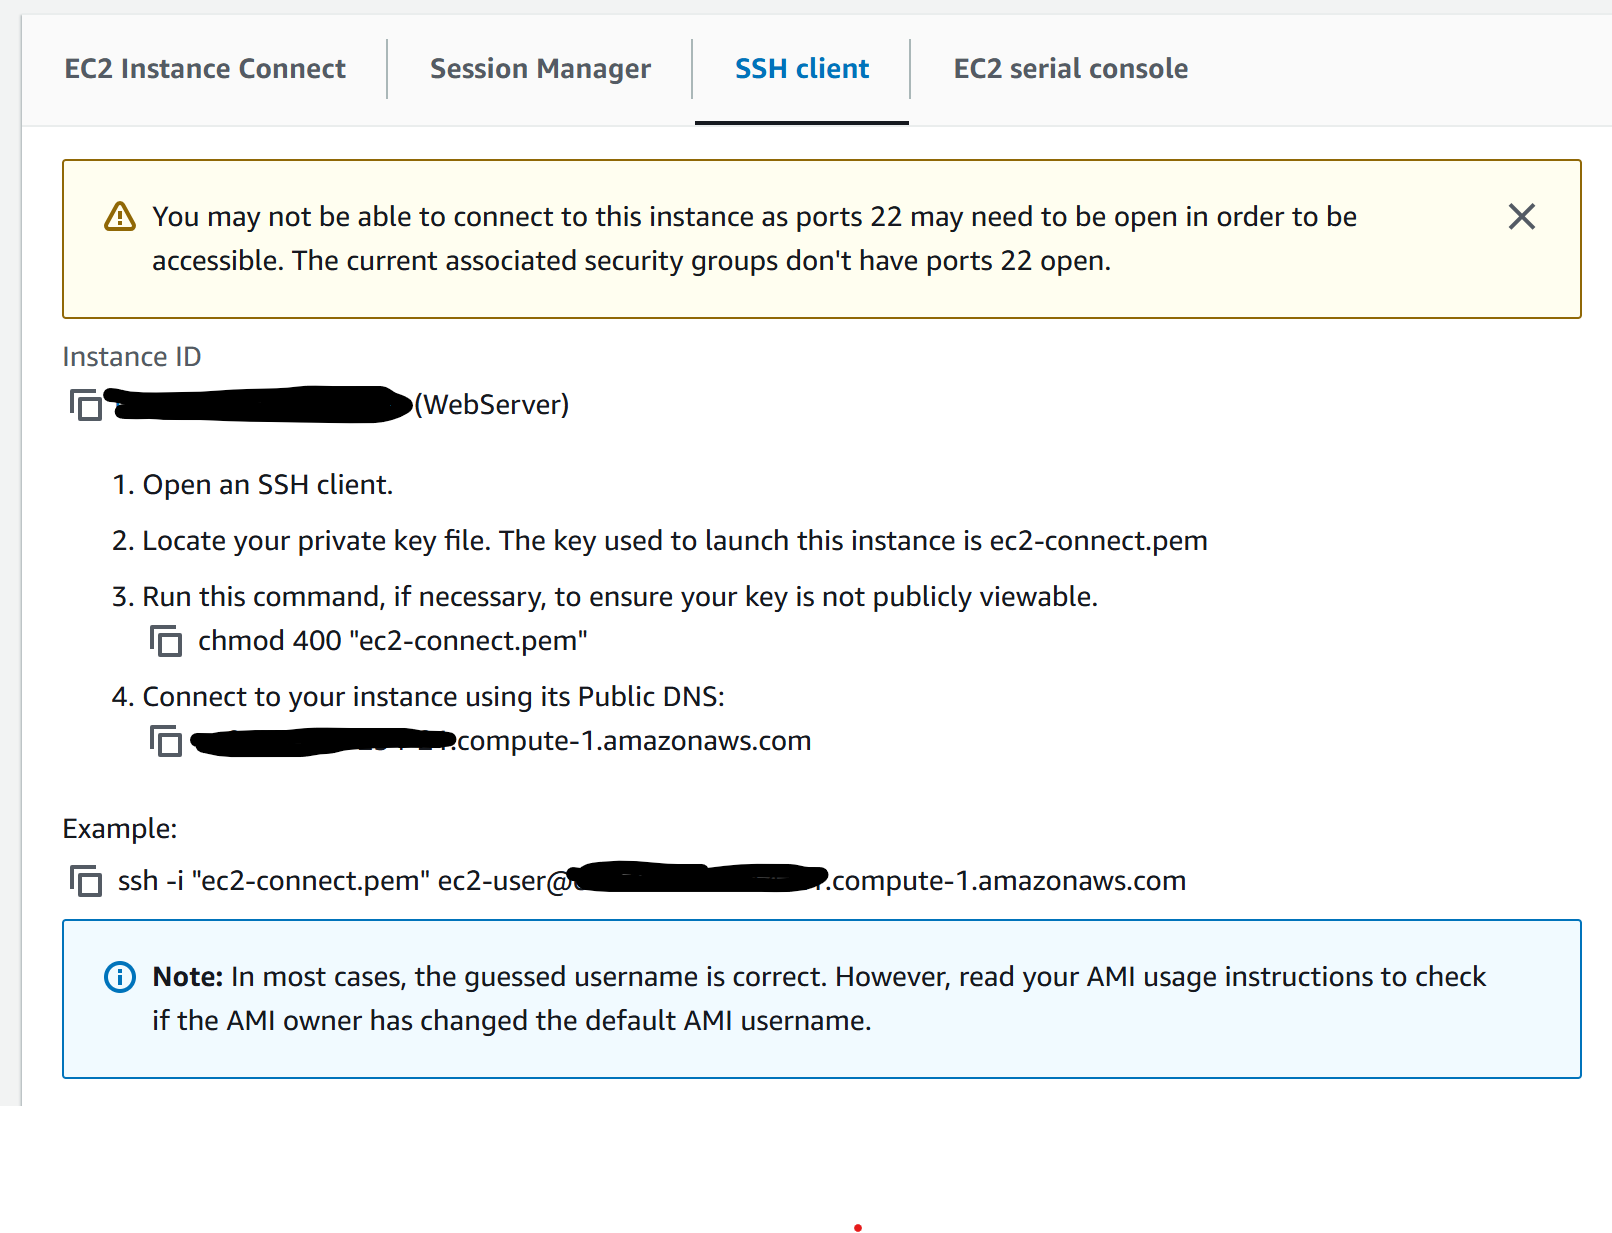 EC2 Instance Connect
Session Manager
SSH client
EC2 serial console
You may not be able to connect to this instance as ports 22 may need to be open in order to be
accessible. The current associated security groups don't have ports 22 open.
Instance ID
(WebServer)
1. Open an SSH client.
2. Locate your private key file. The key used to launch this instance is ec2-connect.pem
3. Run this command, if necessary, to ensure your key is not publicly viewable.
chmod 400 "ec2-connect.pem"
4. Connect to your instance using its Public DNS:
.compute-1.amazonaws.com
Example:
ssh -i "ec2-connect.pem" ec2-user@ .compute-1.amazonaws.com
Note: In most cases, the guessed username is correct. However, read your AMI usage instructions to check
if the AMI owner has changed the default AMI username.